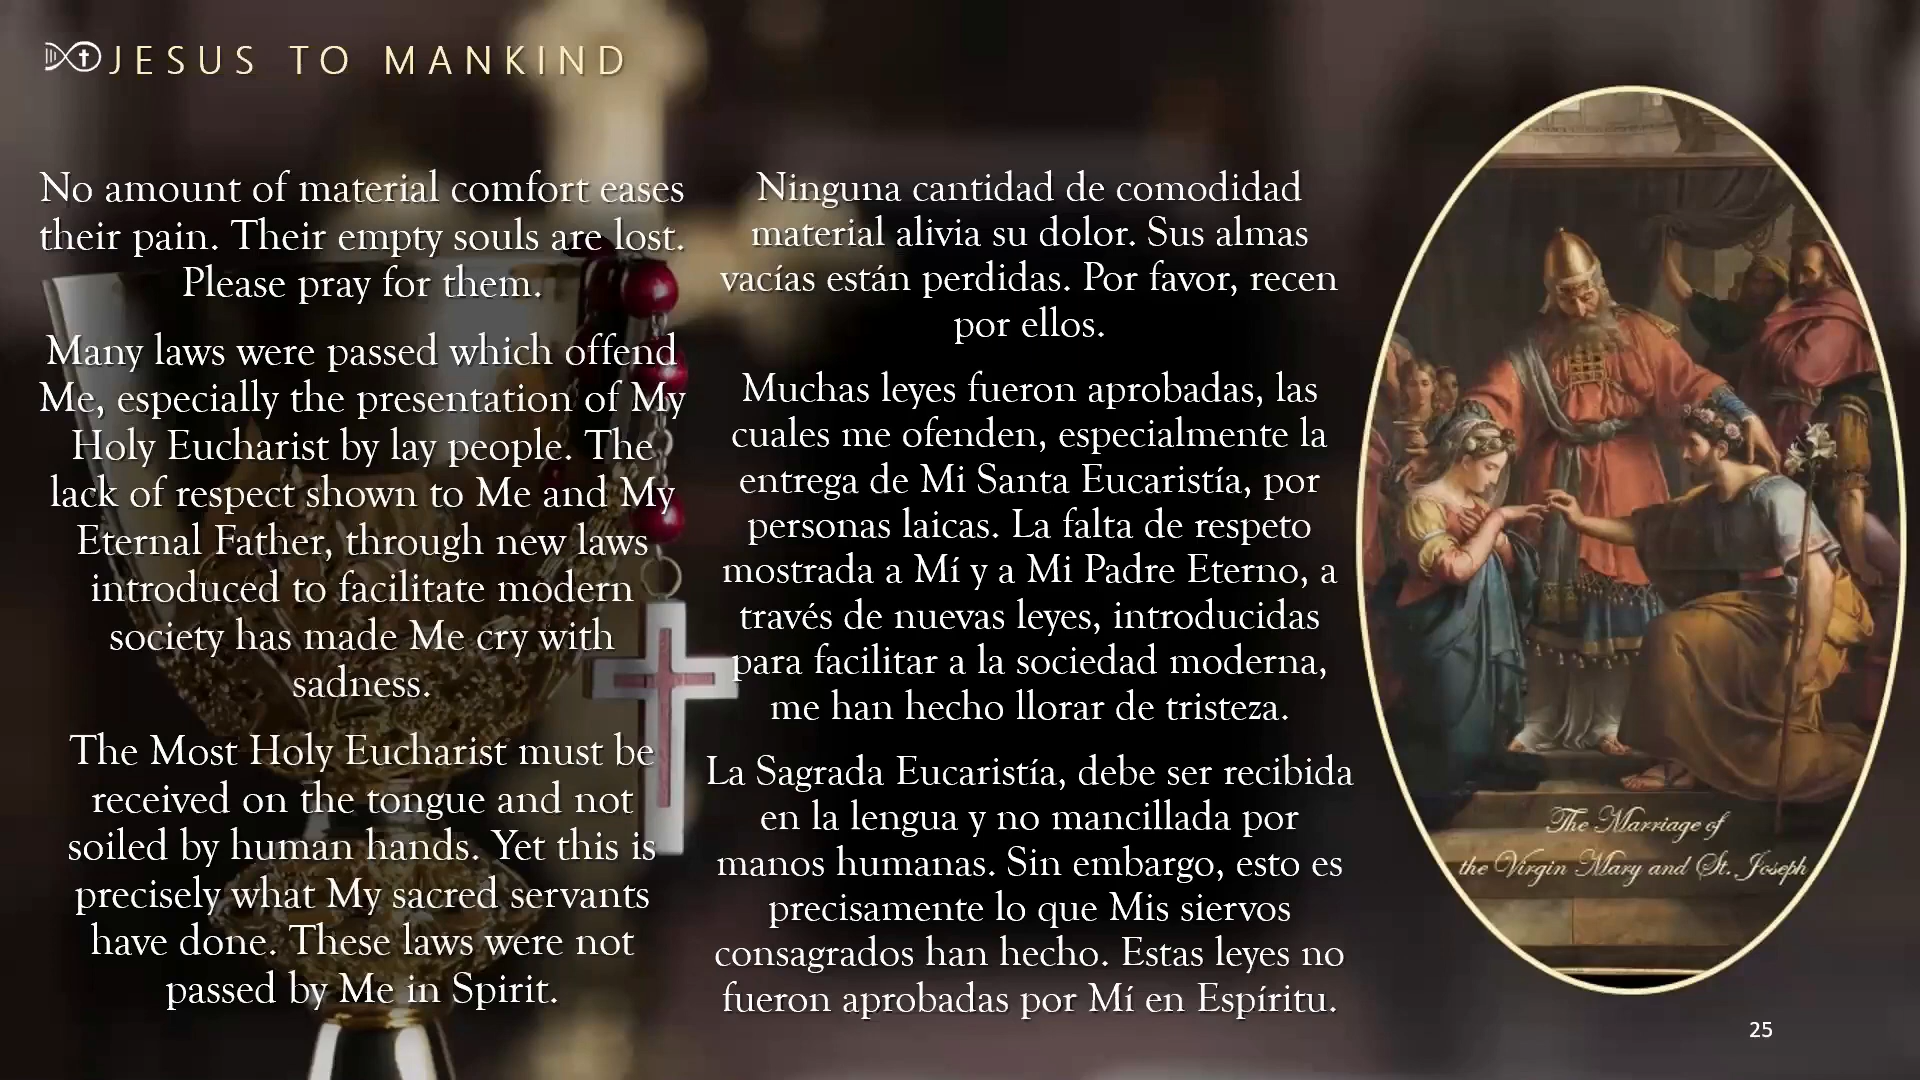 JESUS TO MANKIND
No amount of material comfort eases
their pain. Their empty souls are lost.
Please pray for them.
Many laws were passed which offend
Me, especially the presentation of My
Holy Eucharist by lay people. The
lack of respect shown to Me and My
Eternal Father, through new laws
introduced to facilitate modern
society has made Me cry with
sadness.
The Most Holy Eucharist must be
received on the tongue and not
soiled by human hands. Yet this is
precisely what My sacred servants
have done. These laws were not
passed by Me in Spirit.
Ninguna cantidad de comodidad
material alivia su dolor. Sus almas
vacías están perdidas. Por favor, recen
por ellos.
Muchas leyes fueron aprobadas, las
cuales me ofenden, especialmente la
entrega de Mi Santa Eucaristía, por
personas laicas. La falta de respeto
mostrada a Mí y a Mi Padre Eterno, a
través de nuevas leyes, introducidas
para facilitar a la sociedad moderna,
me han hecho llorar de tristeza.
La Sagrada Eucaristía, debe ser recibida
en la lengua y no mancillada por
manos humanas. Sin embargo, esto es
precisamente lo que Mis siervos
consagrados han hecho. Estas leyes no
fueron aprobadas por Mí en Espíritu.
The Marriage of
the Virgin Mary and St. Joseph
25